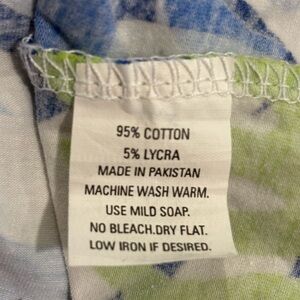 95% COTTON
5% LYCRA
MADE IN PAKISTAN
MACHINE WASH WARM.
USE MILD SOAP.
NO BLEACH.DRY FLAT.
LOW IRON IF DESIRED.